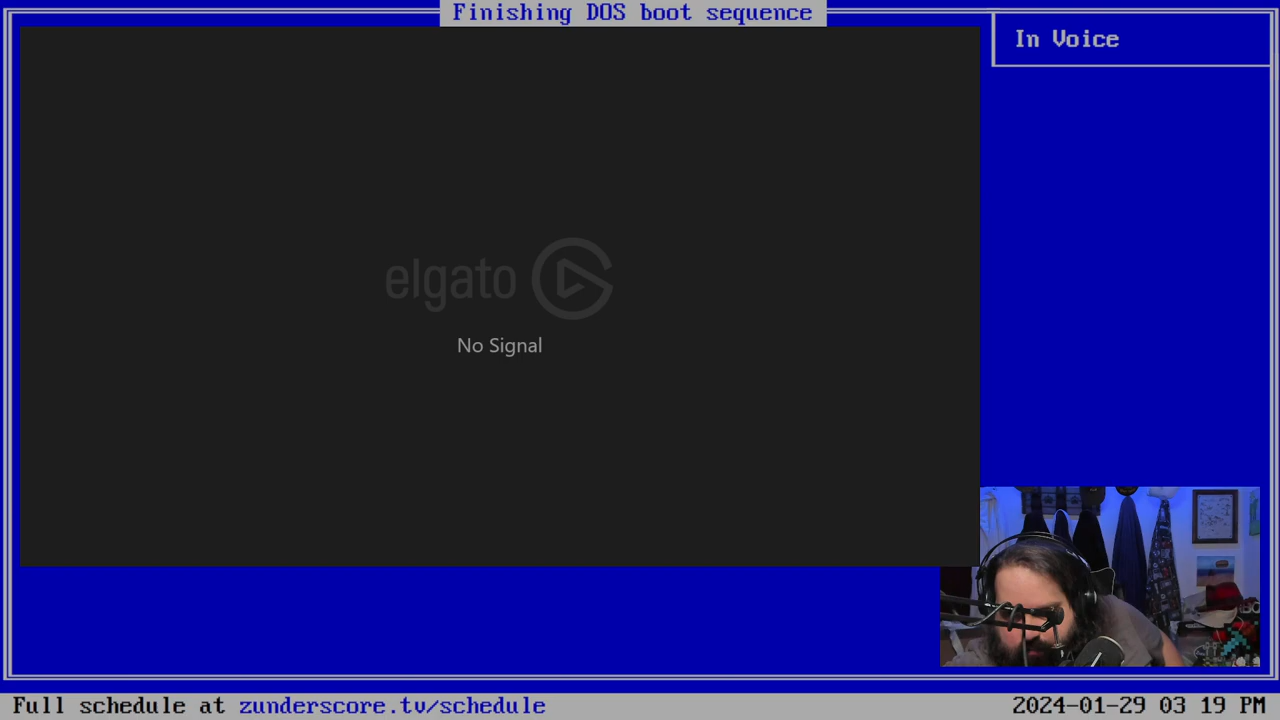 Finishing DOS boot sequence
In Voice
elgato
No Signal
Full schedule at zunderscore.tv/schedule
2024-01-29 03 19 PM